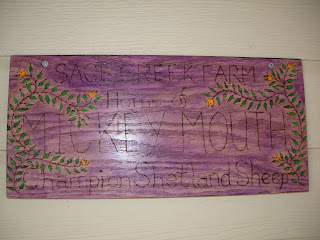 SAGE CREEK FARM
Home of
MICKEY MOUTH
Champion Shetland Sheep